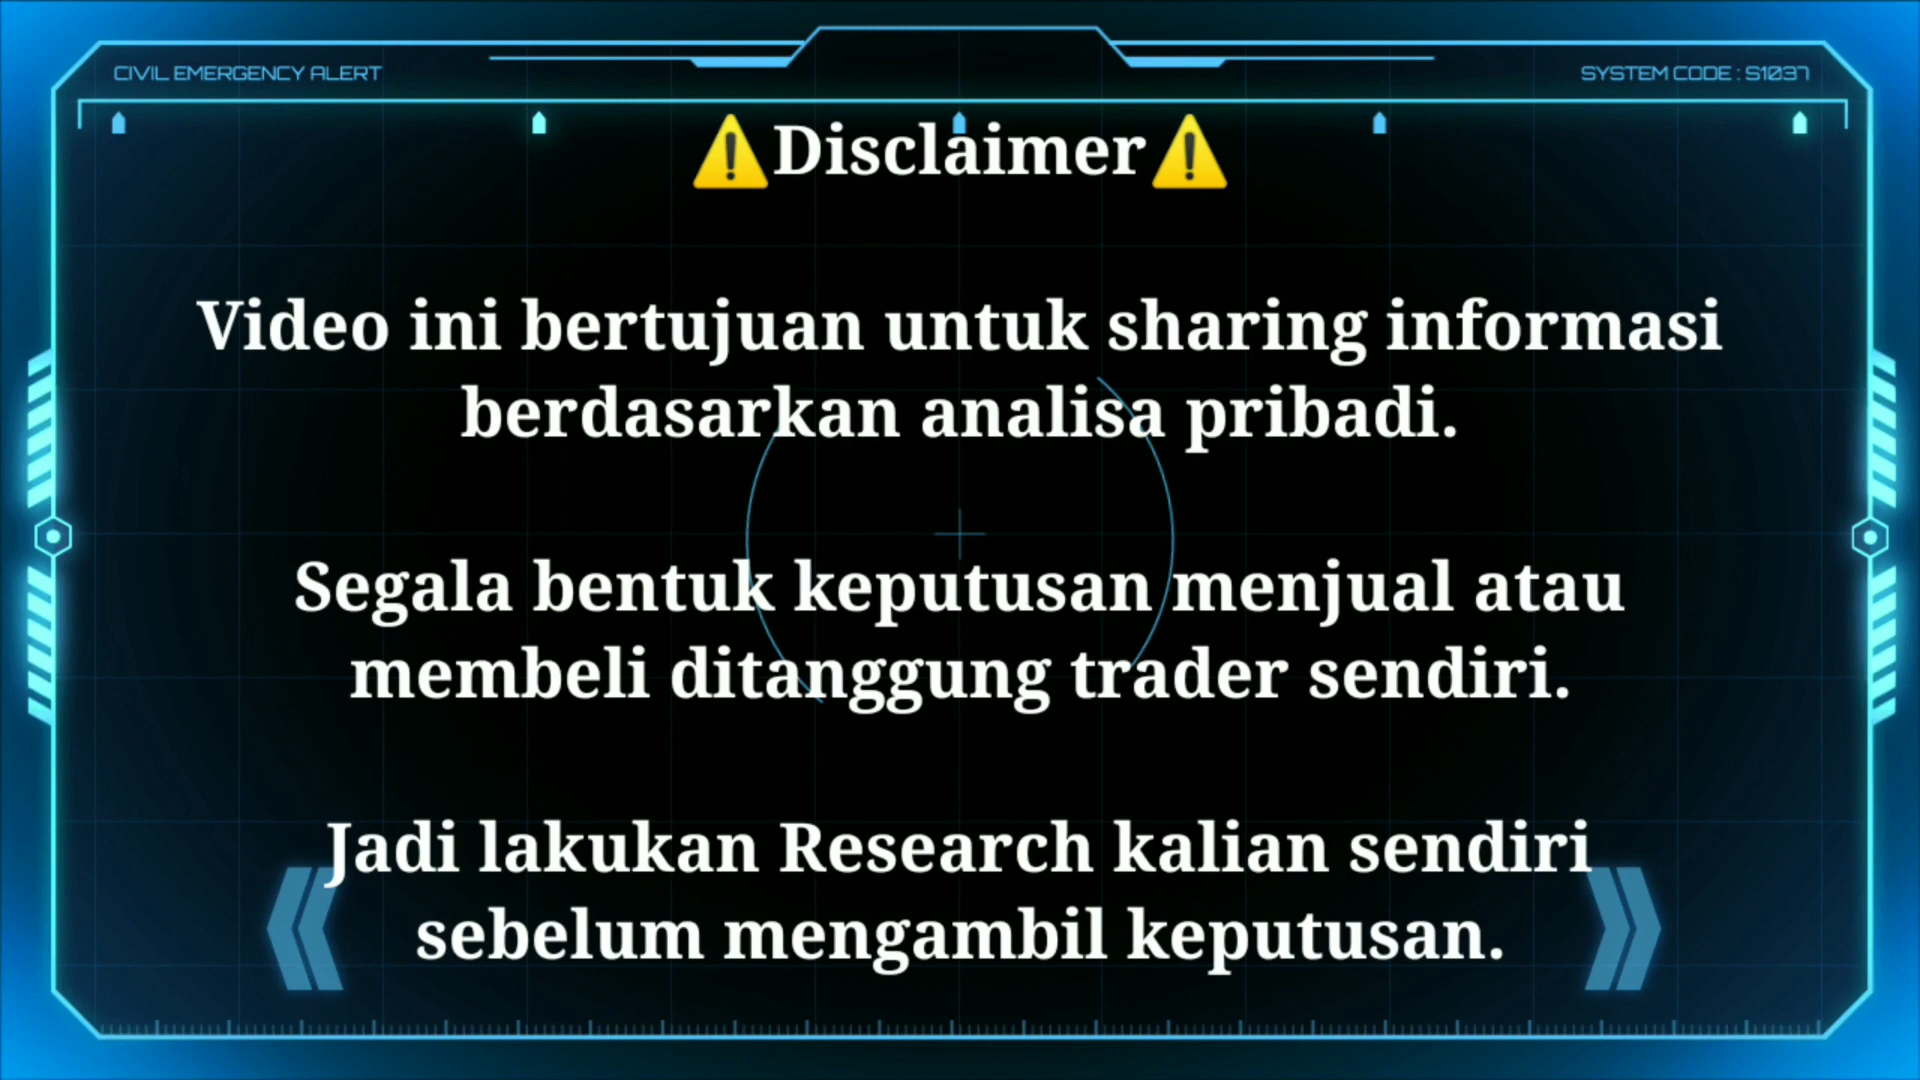 CIVIL EMERGENCY ALERT
SYSTEM CODE : S1037
⚠️Disclaimer⚠️
Video ini bertujuan untuk sharing informasi
berdasarkan analisa pribadi.
Segala bentuk keputusan menjual atau
membeli ditanggung trader sendiri.
Jadi lakukan Research kalian sendiri
sebelum mengambil keputusan.